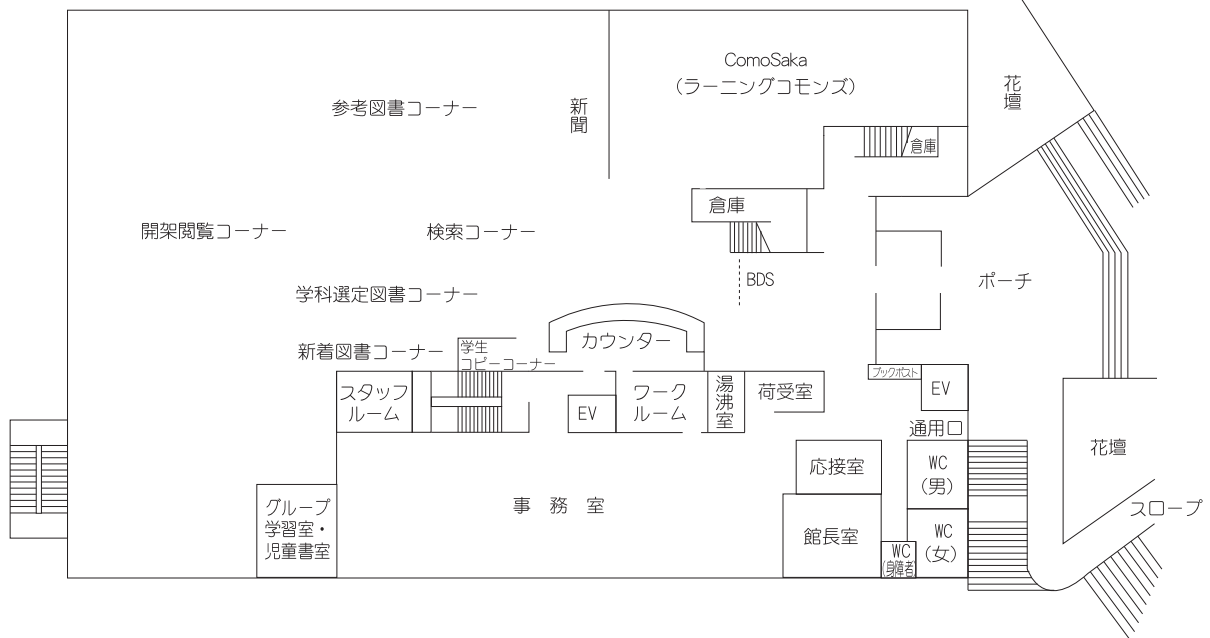 ComoSaka
(ラーニングコモンズ)
花壇
参考図書コーナー
新聞
倉庫
倉庫
開架閲覧コーナー
検索コーナー
BDS
ポーチ
学科選定図書コーナー
カウンター
新着図書コーナー
学生
コピーコーナー
ブックポスト
スタッフ
ルーム
EV
ワーク
ルーム
湯沸室
荷受室
EV
通用口
花壇
応接室
WC
(男)
スロープ
グループ
学習室・
児童書室
事務室
館長室
WC
(身障者)
WC
(女)